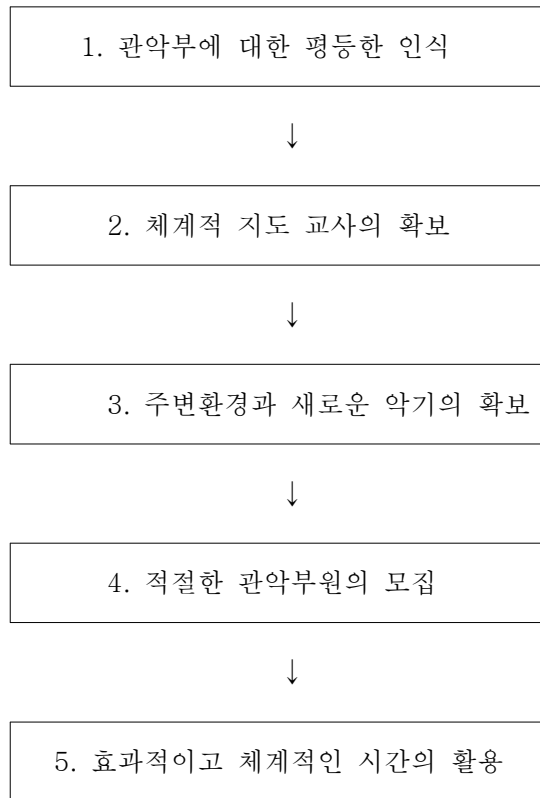 1. 관악부에 대한 평등한 인식
↓
2. 체계적 지도 교사의 확보
↓
3. 주변환경과 새로운 악기의 확보
↓
4. 적절한 관악부원의 모집
↓
5. 효과적이고 체계적인 시간의 활용